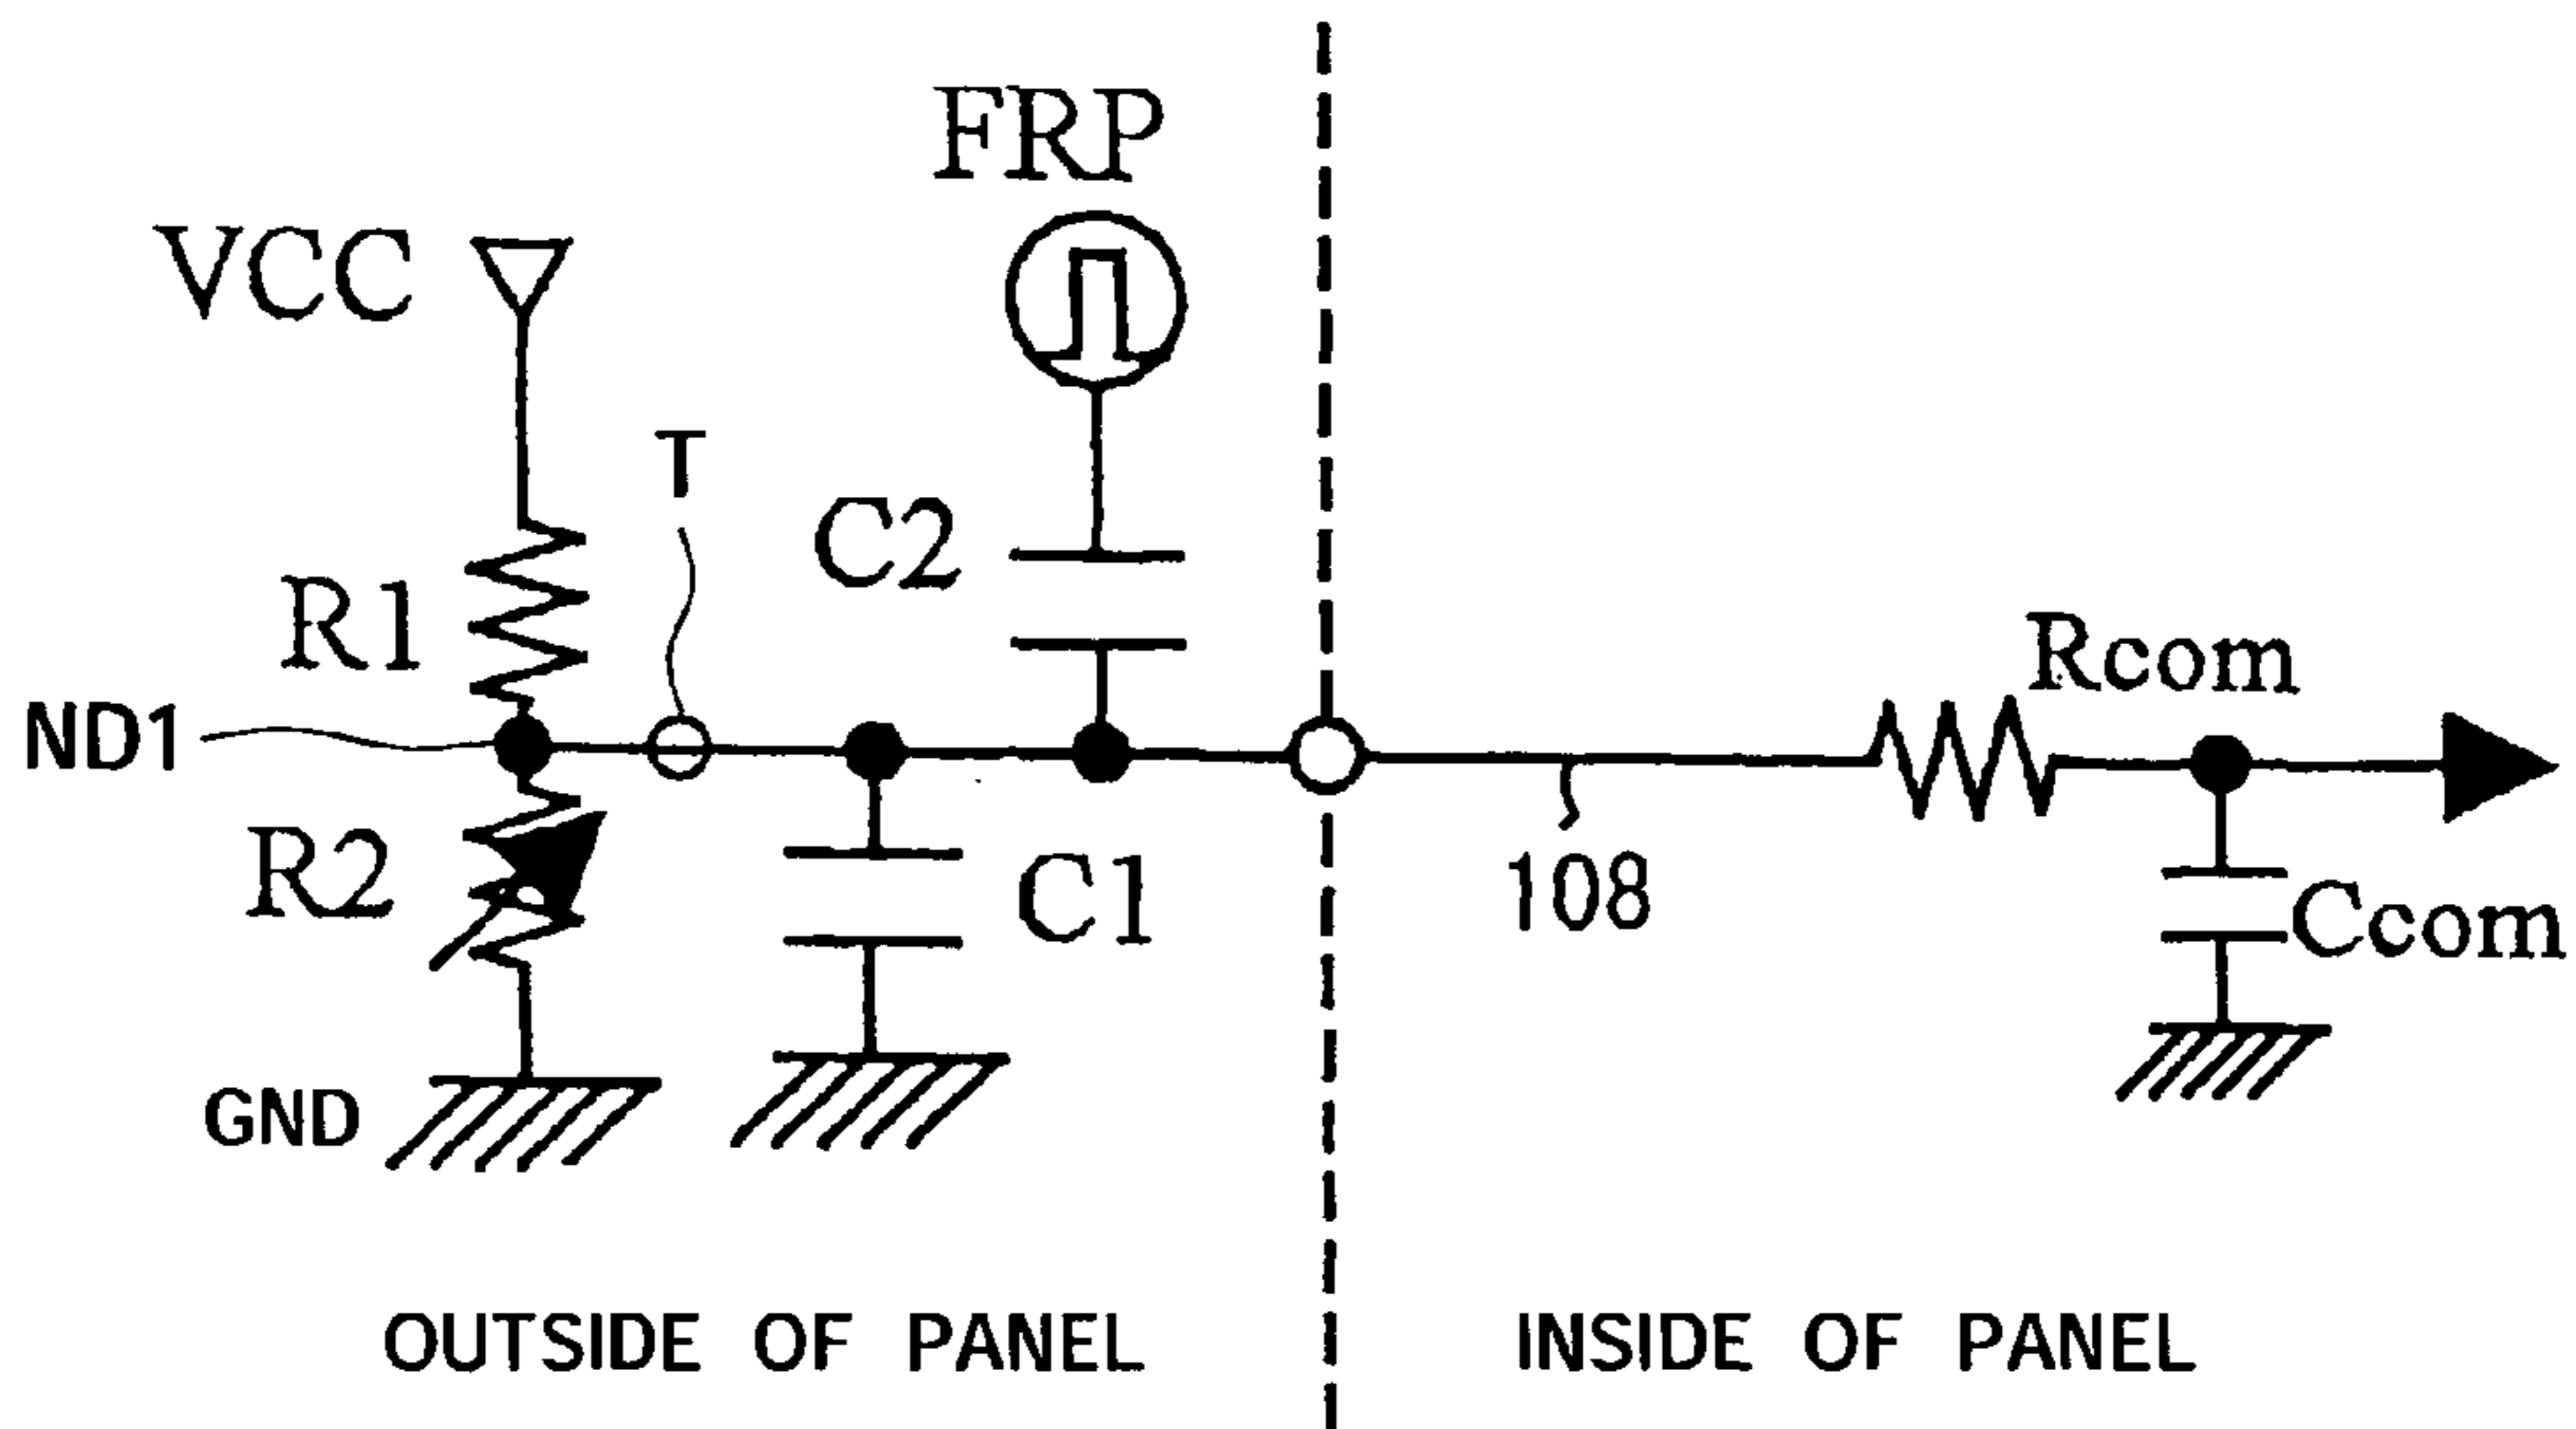 FRP
VCC
T
C2
R1
Rcom
ND1
R2
C1
108
Ccom
GND
OUTSIDE OF PANEL
INSIDE OF PANEL